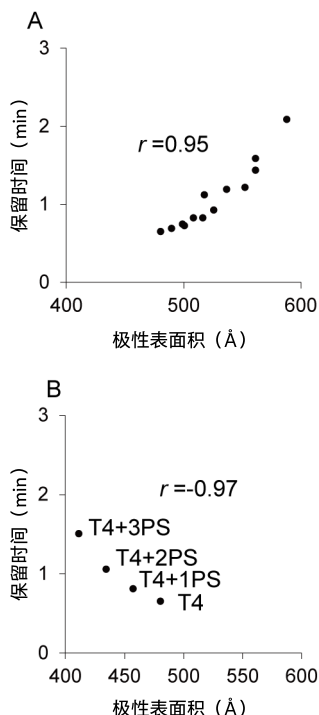 A
3
2
1
0
保留时间（min）
r=0.95
400
500
600
极性表面积（Å）
B
3
2
1
0
保留时间（min）
r=-0.97
T4+3PS
T4+2PS
T4+1PS
T4
400
450
500
550
600
极性表面积（Å）